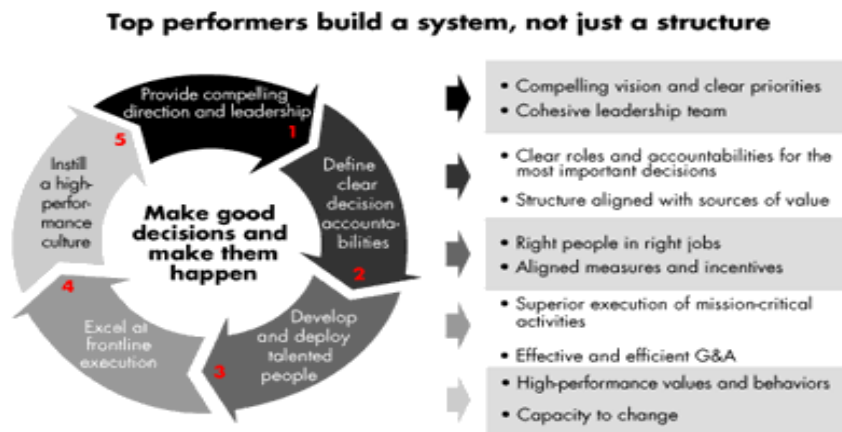 Top performers build a system, not just a structure
Provide compelling
direction and leadership
1
Define
clear
decision
accounta-
bilities
2
Develop
and deploy
talented
people
3
Excel at
frontline
execution
4
Instill
a high-
perfor-
mance
culture
5
Make good
decisions and
make them
happen
• Compelling vision and clear priorities
• Cohesive leadership team
• Clear roles and accountabilities for the
most important decisions
• Structure aligned with sources of value
• Right people in right jobs
• Aligned measures and incentives
• Superior execution of mission-critical
activities
• Effective and efficient G&A
• High-performance values and behaviors
• Capacity to change